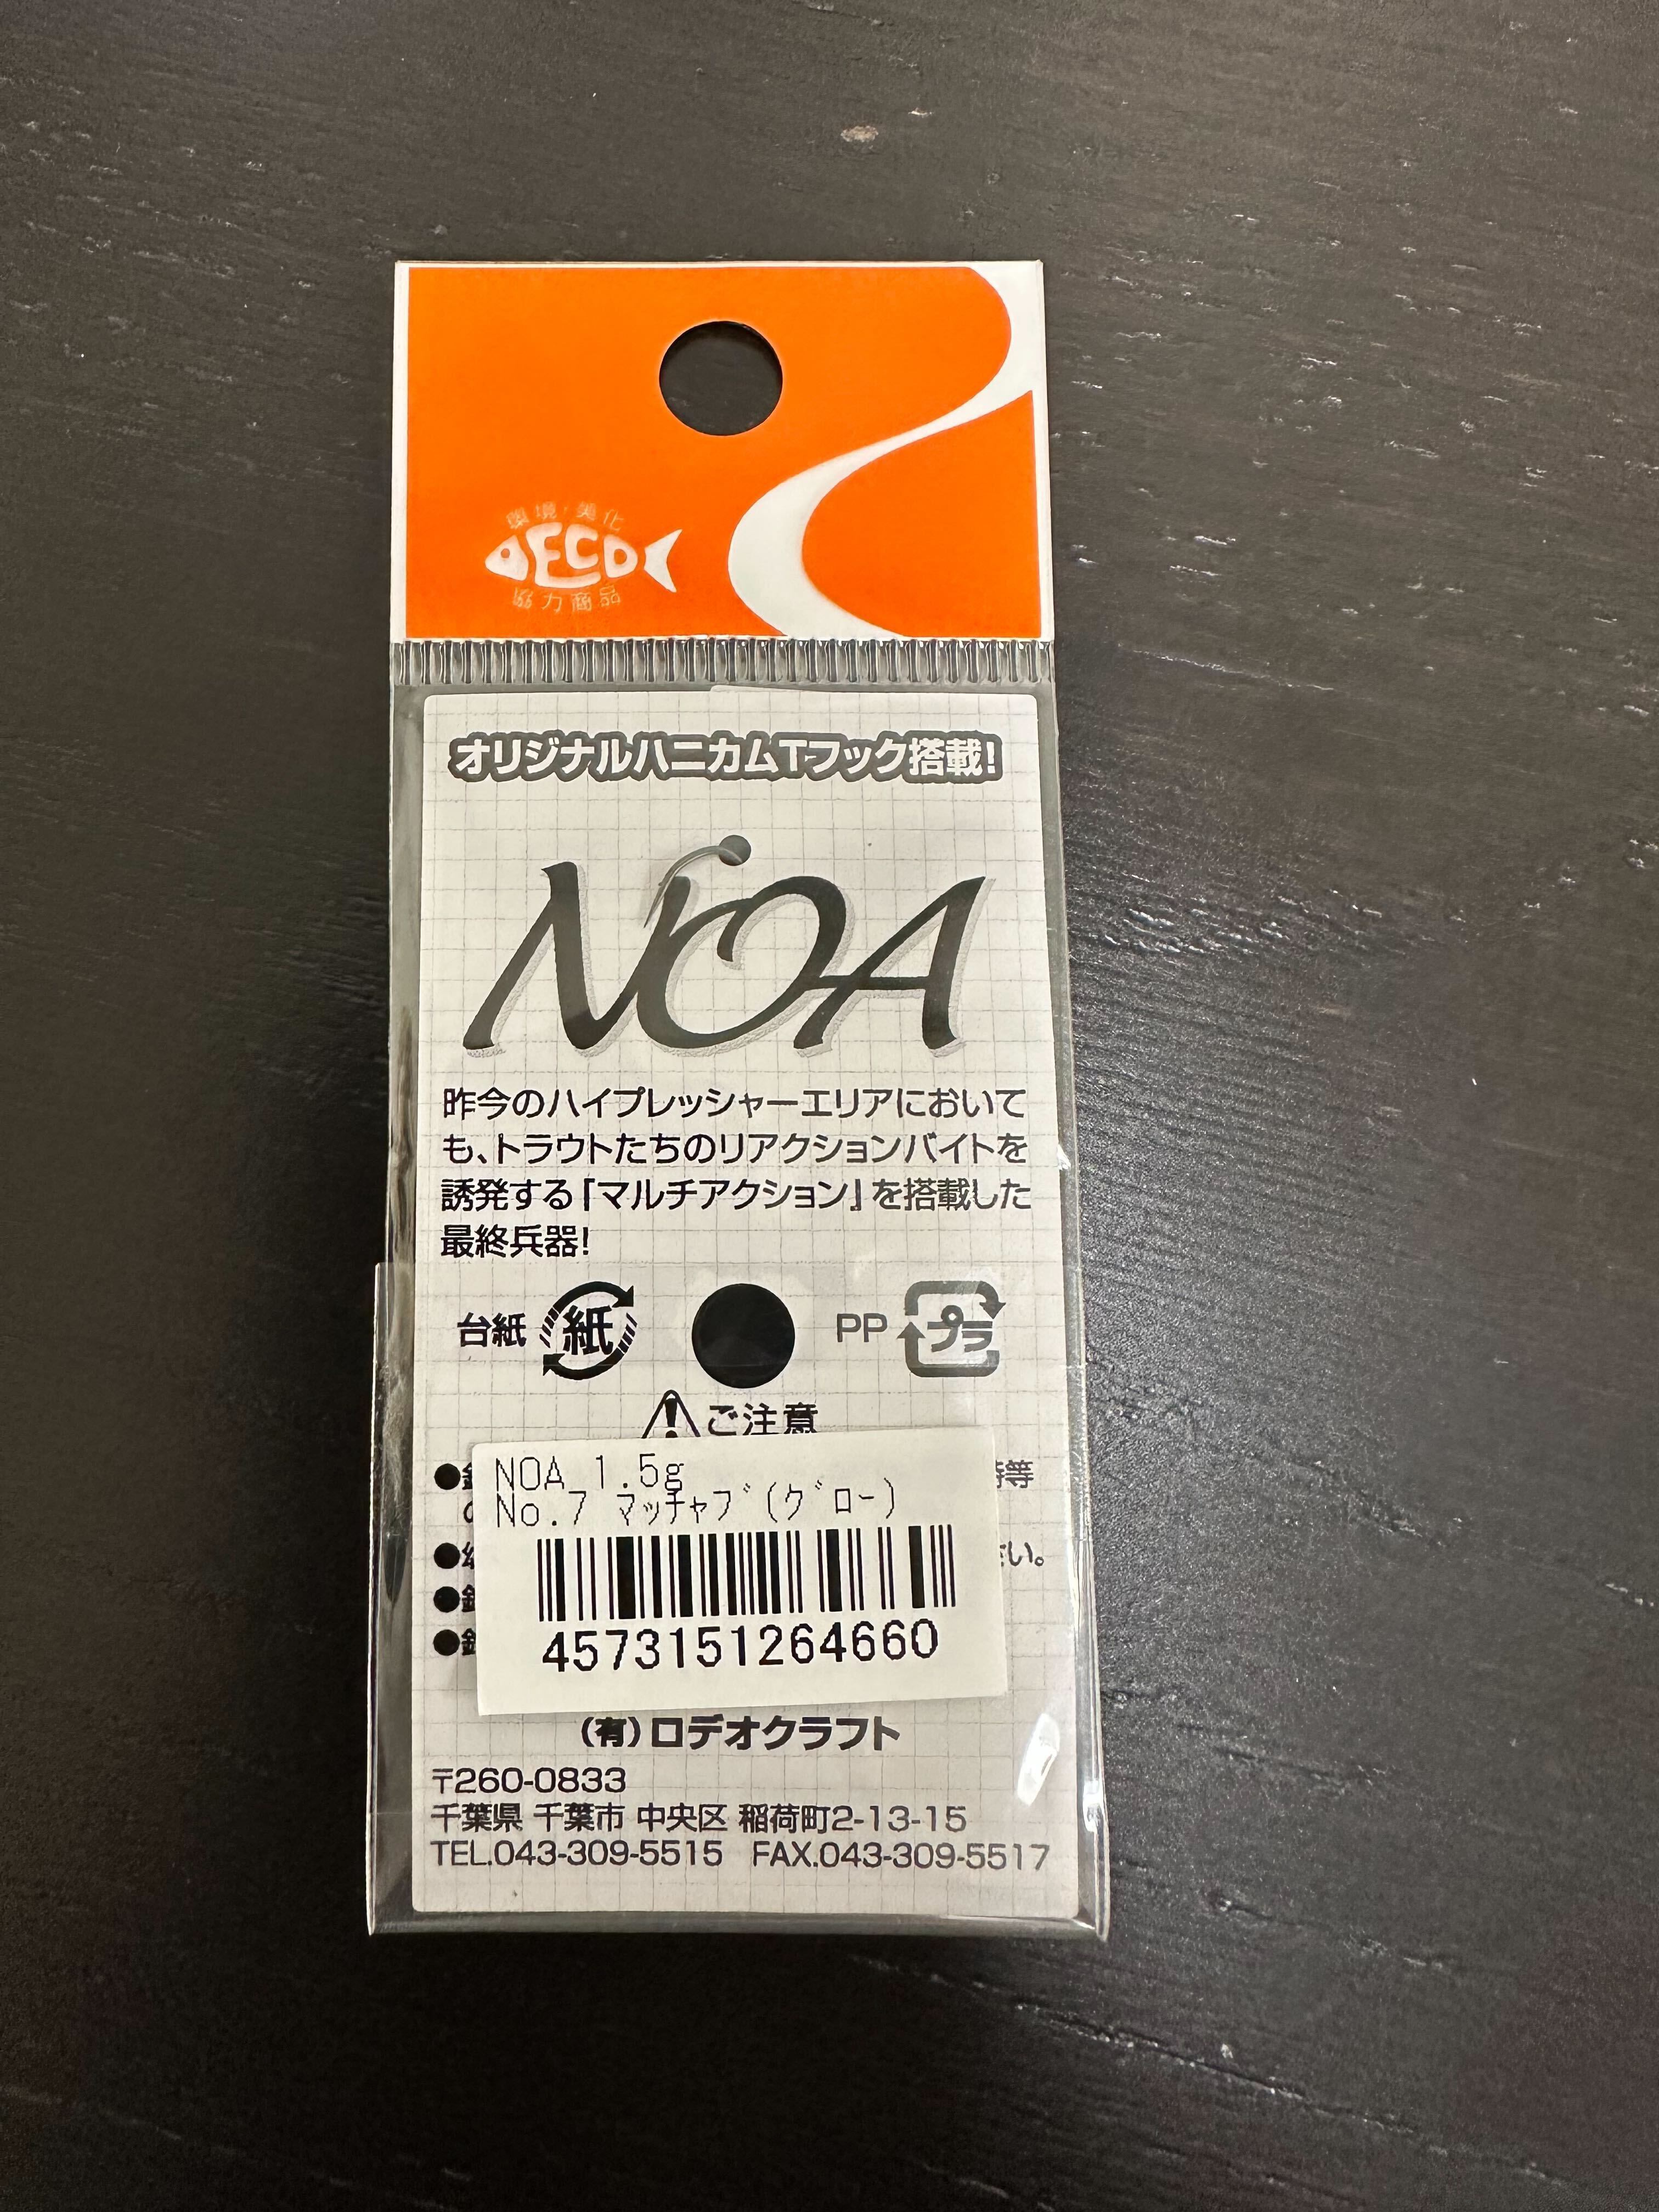 環境・美化
ECO
協力商品
オリジナルハニカムTフック搭載!
NOA
昨今のハイプレッシャーエリアにおいて
も、トラウトたちのリアクションバイトを
誘発する「マルチアクション」を搭載した
最終兵器!
台紙 紙 PP プラ
ご注意
NOA 1.5g
No.7 マッチャブ(グロー)
等
い。
4573151264660
(有)ロデオクラフト
〒260-0833
千葉県 千葉市 中央区 稲荷町2-13-15
TEL.043-309-5515 FAX.043-309-5517